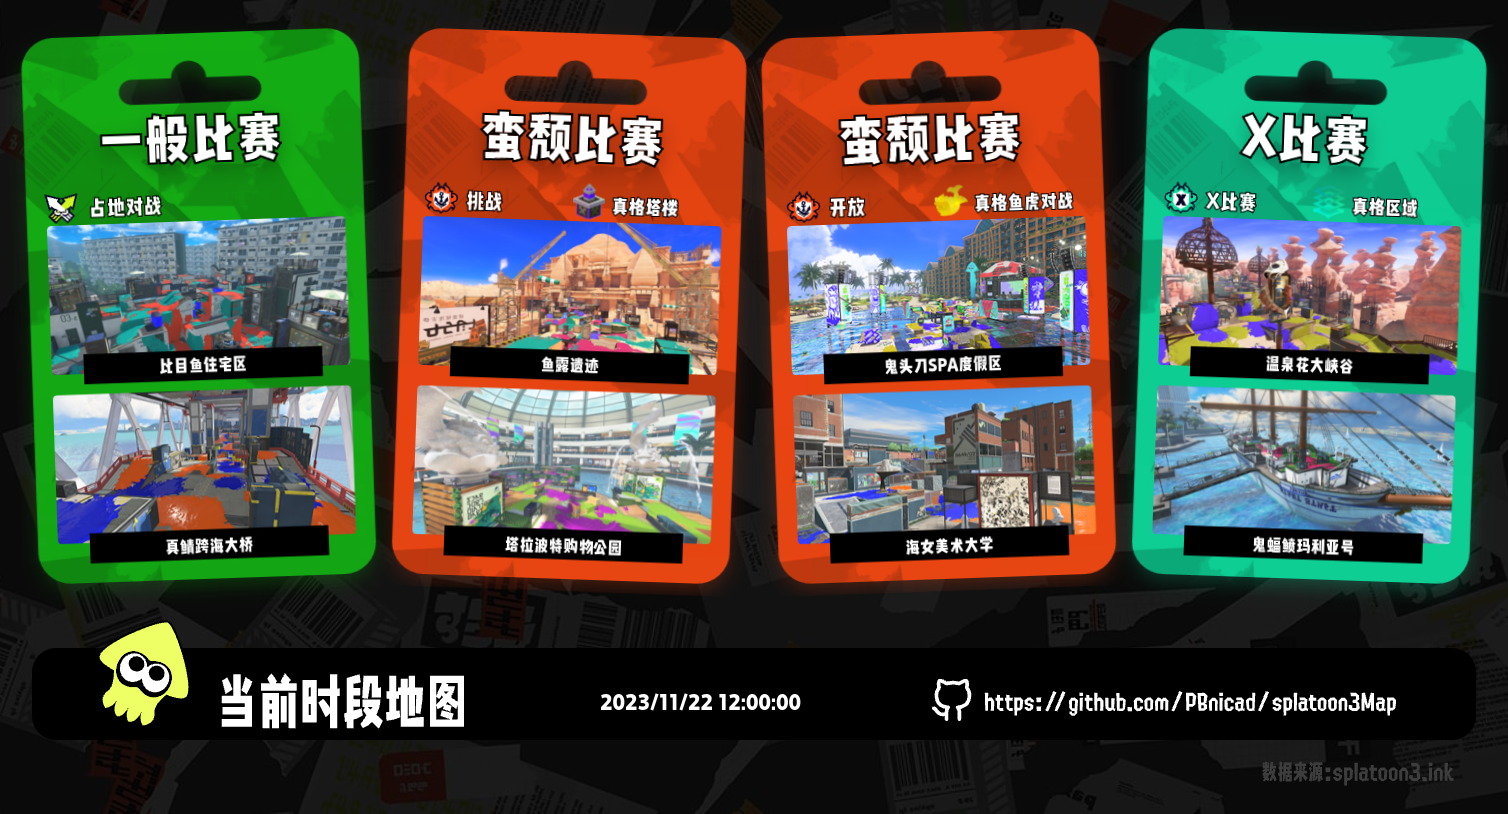 一般比赛
占地对战
比目鱼住宅区
真鲭跨海大桥
蛮颓比赛
挑战
真格塔楼
鱼露遗迹
塔拉波特购物公园
蛮颓比赛
开放
真格鱼虎对战
鬼头刀SPA度假区
海女美术大学
X比赛
X比赛
真格区域
温泉花大峡谷
鬼蝠鲼玛利亚号
当前时段地图
2023/11/22 12:00:00
https://github.com/PBnicad/splatoon3Map
数据来源:splatoon3.ink